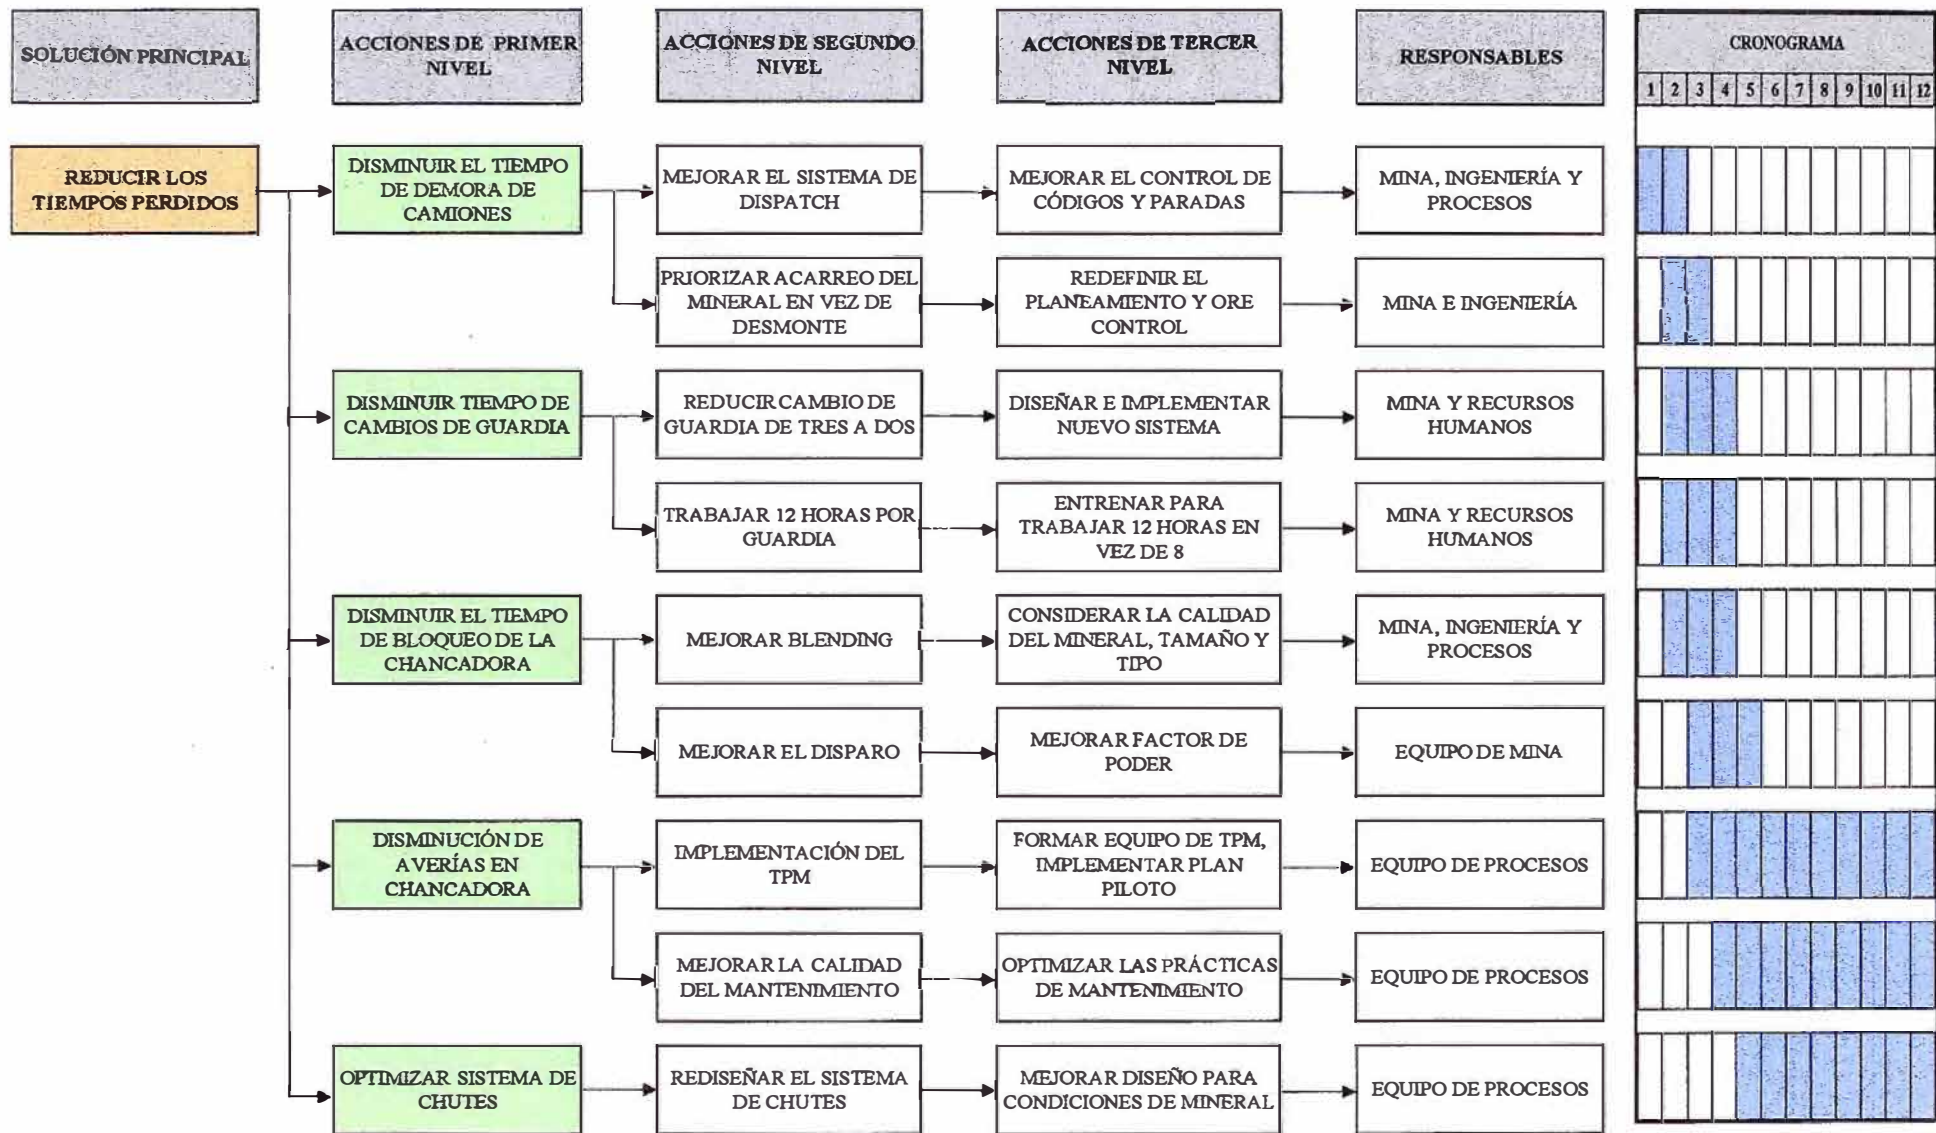 SOLUCIÓN PRINCIPAL
ACCIONES DE PRIMER
NIVEL
ACCIONES DE SEGUNDO
NIVEL
ACCIONES DE TERCER
NIVEL
RESPONSABLES
CRONOGRAMA
1 2 3 4 5 6 7 8 9 10 11 12
REDUCIR LOS
TIEMPOS PERDIDOS
DISMINUIR EL TIEMPO
DE DEMORA DE
CAMIONES
MEJORAR EL SISTEMA DE
DISPATCH
MEJORAR EL CONTROL DE
CÓDIGOS Y PARADAS
MINA, INGENIERÍA Y
PROCESOS
PRIORIZAR ACARREO DEL
MINERAL EN VEZ DE
DESMONTE
REDEFINIR EL
PLANEAMIENTO Y ORE
CONTROL
MINA E INGENIERÍA
DISMINUIR TIEMPO DE
CAMBIOS DE GUARDIA
REDUCIR CAMBIO DE
GUARDIA DE TRES A DOS
DISEÑAR E IMPLEMENTAR
NUEVO SISTEMA
MINA Y RECURSOS
HUMANOS
TRABAJAR 12 HORAS POR
GUARDIA
ENTRENAR PARA
TRABAJAR 12 HORAS EN
VEZ DE 8
MINA Y RECURSOS
HUMANOS
DISMINUIR EL TIEMPO
DE BLOQUEO DE LA
CHANCADORA
MEJORAR BLENDING
CONSIDERAR LA CALIDAD
DEL MINERAL, TAMAÑO Y
TIPO
MINA, INGENIERÍA Y
PROCESOS
MEJORAR EL DISPARO
MEJORAR FACTOR DE
PODER
EQUIPO DE MINA
DISMINUCIÓN DE
AVERÍAS EN
CHANCADORA
IMPLEMENTACIÓN DEL
TPM
FORMAR EQUIPO DE TPM,
IMPLEMENTAR PLAN
PILOTO
EQUIPO DE PROCESOS
MEJORAR LA CALIDAD
DEL MANTENIMIENTO
OPTIMIZAR LAS PRÁCTICAS
DE MANTENIMIENTO
EQUIPO DE PROCESOS
OPTIMIZAR SISTEMA DE
CHUTES
REDISEÑAR EL SISTEMA
DE CHUTES
MEJORAR DISEÑO PARA
CONDICIONES DE MINERAL
EQUIPO DE PROCESOS